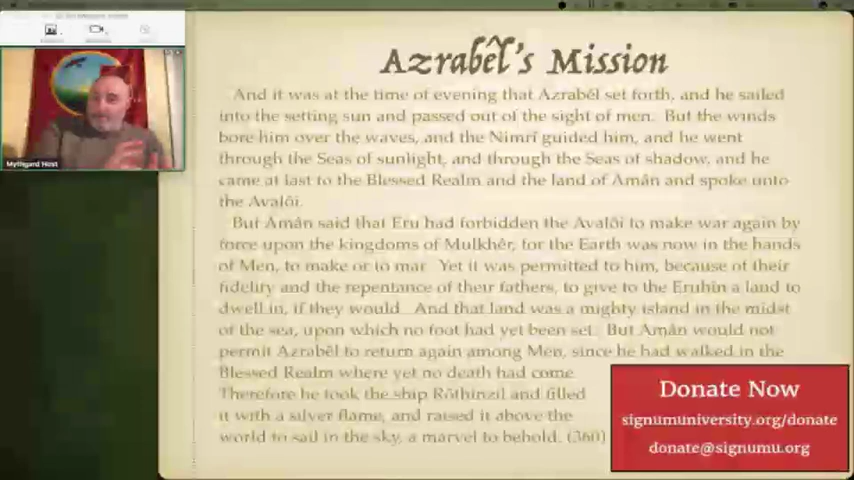 Azrabêl's Mission
And it was at the time of evening that Azrabêl set forth, and he sailed
into the setting sun and passed out of the sight of men. But the winds
bore him over the waves, and the Nimrî guided him, and he went
through the Seas of sunlight, and through the Seas of shadow, and he
came at last to the Blessed Realm and the land of Amân and spoke unto
the Avalôi.
But Amân said that Eru had forbidden the Avalôi to make war again by
force upon the kingdoms of Mulkhêr, for the Earth was now in the hands
of Men, to make or to mar. Yet it was permitted to him, because of their
fidelity and the repentance of their fathers, to give to the Eruhîn a land to
dwell in, if they would. And that land was a mighty island in the midst
of the sea, upon which no foot had yet been set. But Amân would not
permit Azrabêl to return again among Men, since he had walked in the
Blessed Realm where yet no death had come.
Therefore he took the ship Rôthinzil and filled
it with a silver flame, and raised it above the
world to sail in the sky, a marvel to behold. (360)
Mythgard Host
Donate Now
signumuniversity.org/donate
donate@signumu.org